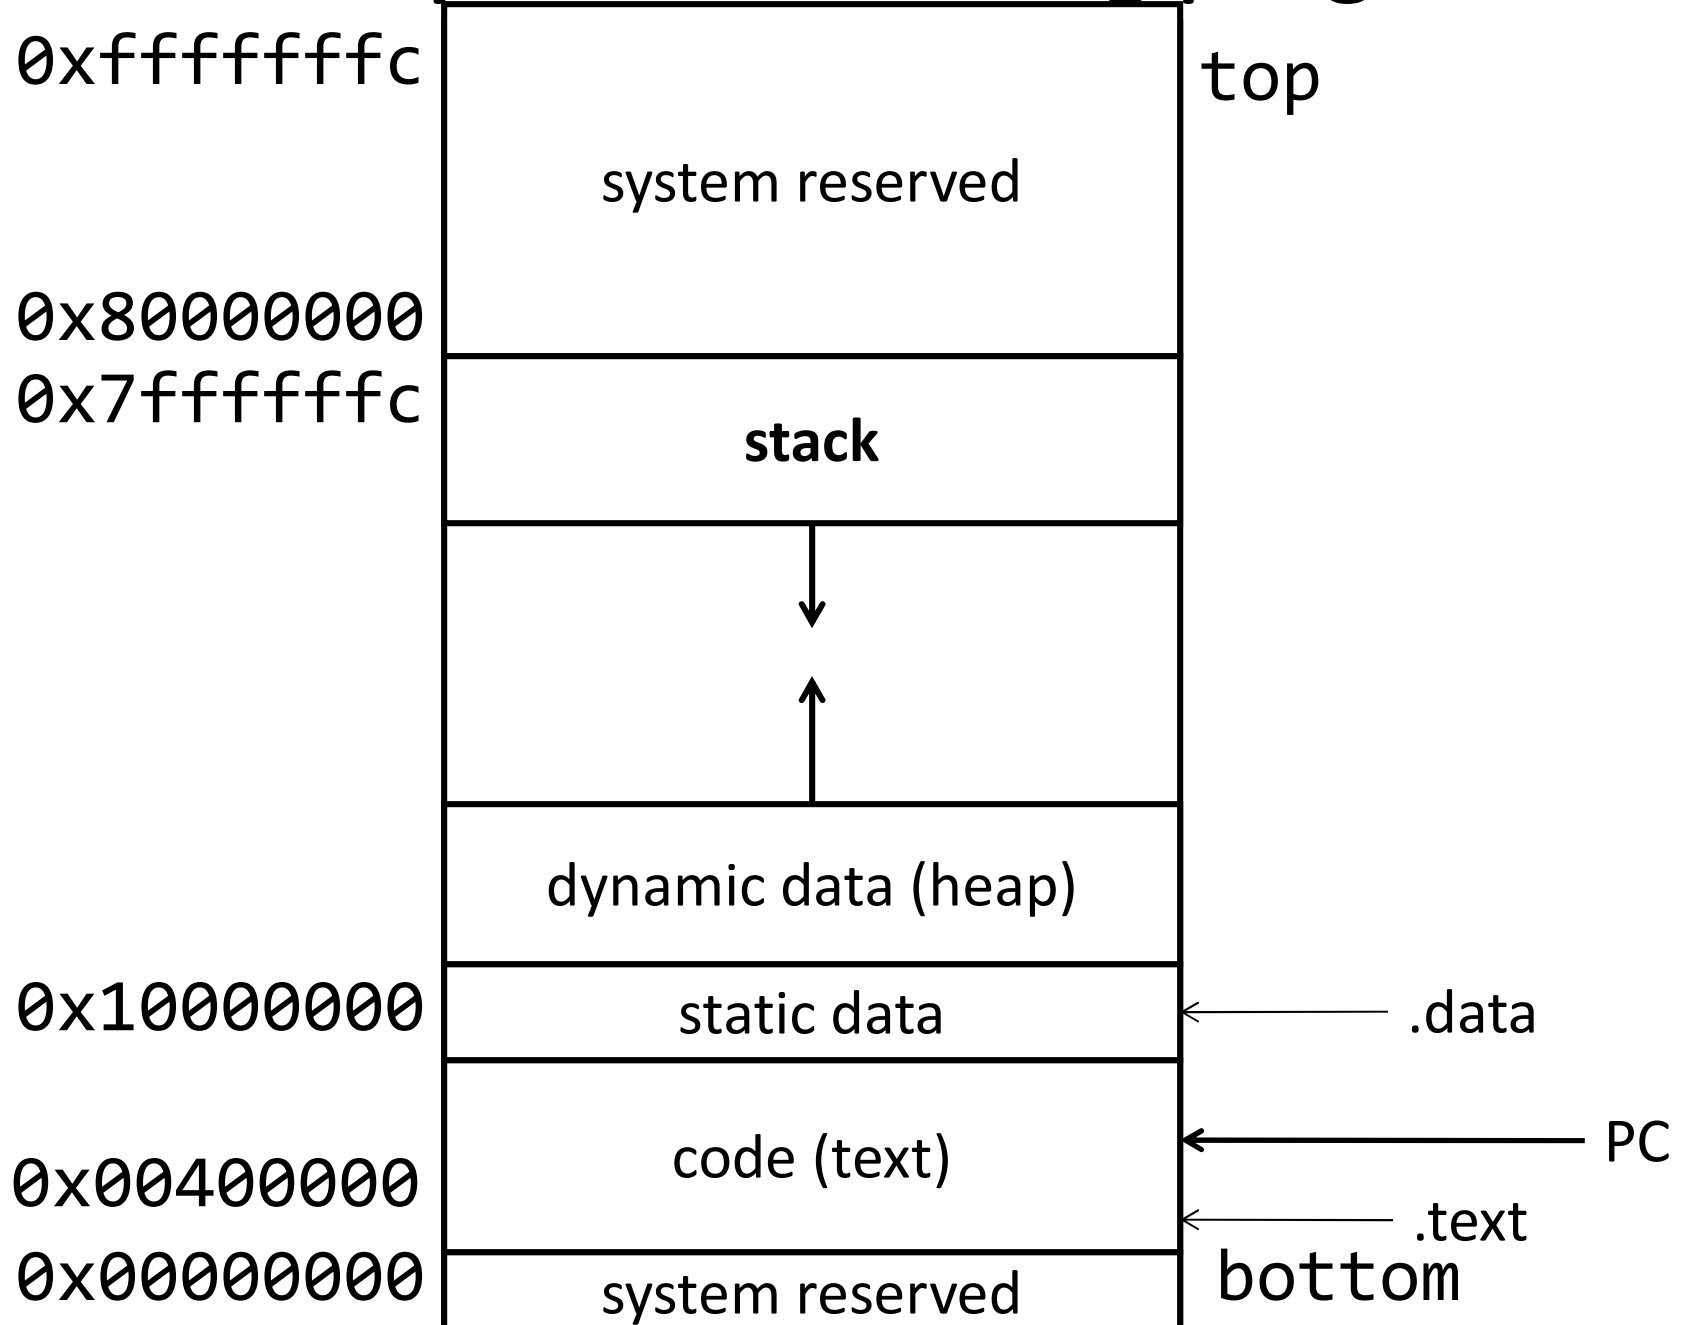 0xfffffffc
top
system reserved
0x80000000
0x7ffffffc
stack
dynamic data (heap)
0x10000000
static data
.data
code (text)
PC
0x00400000
.text
0x00000000
bottom
system reserved